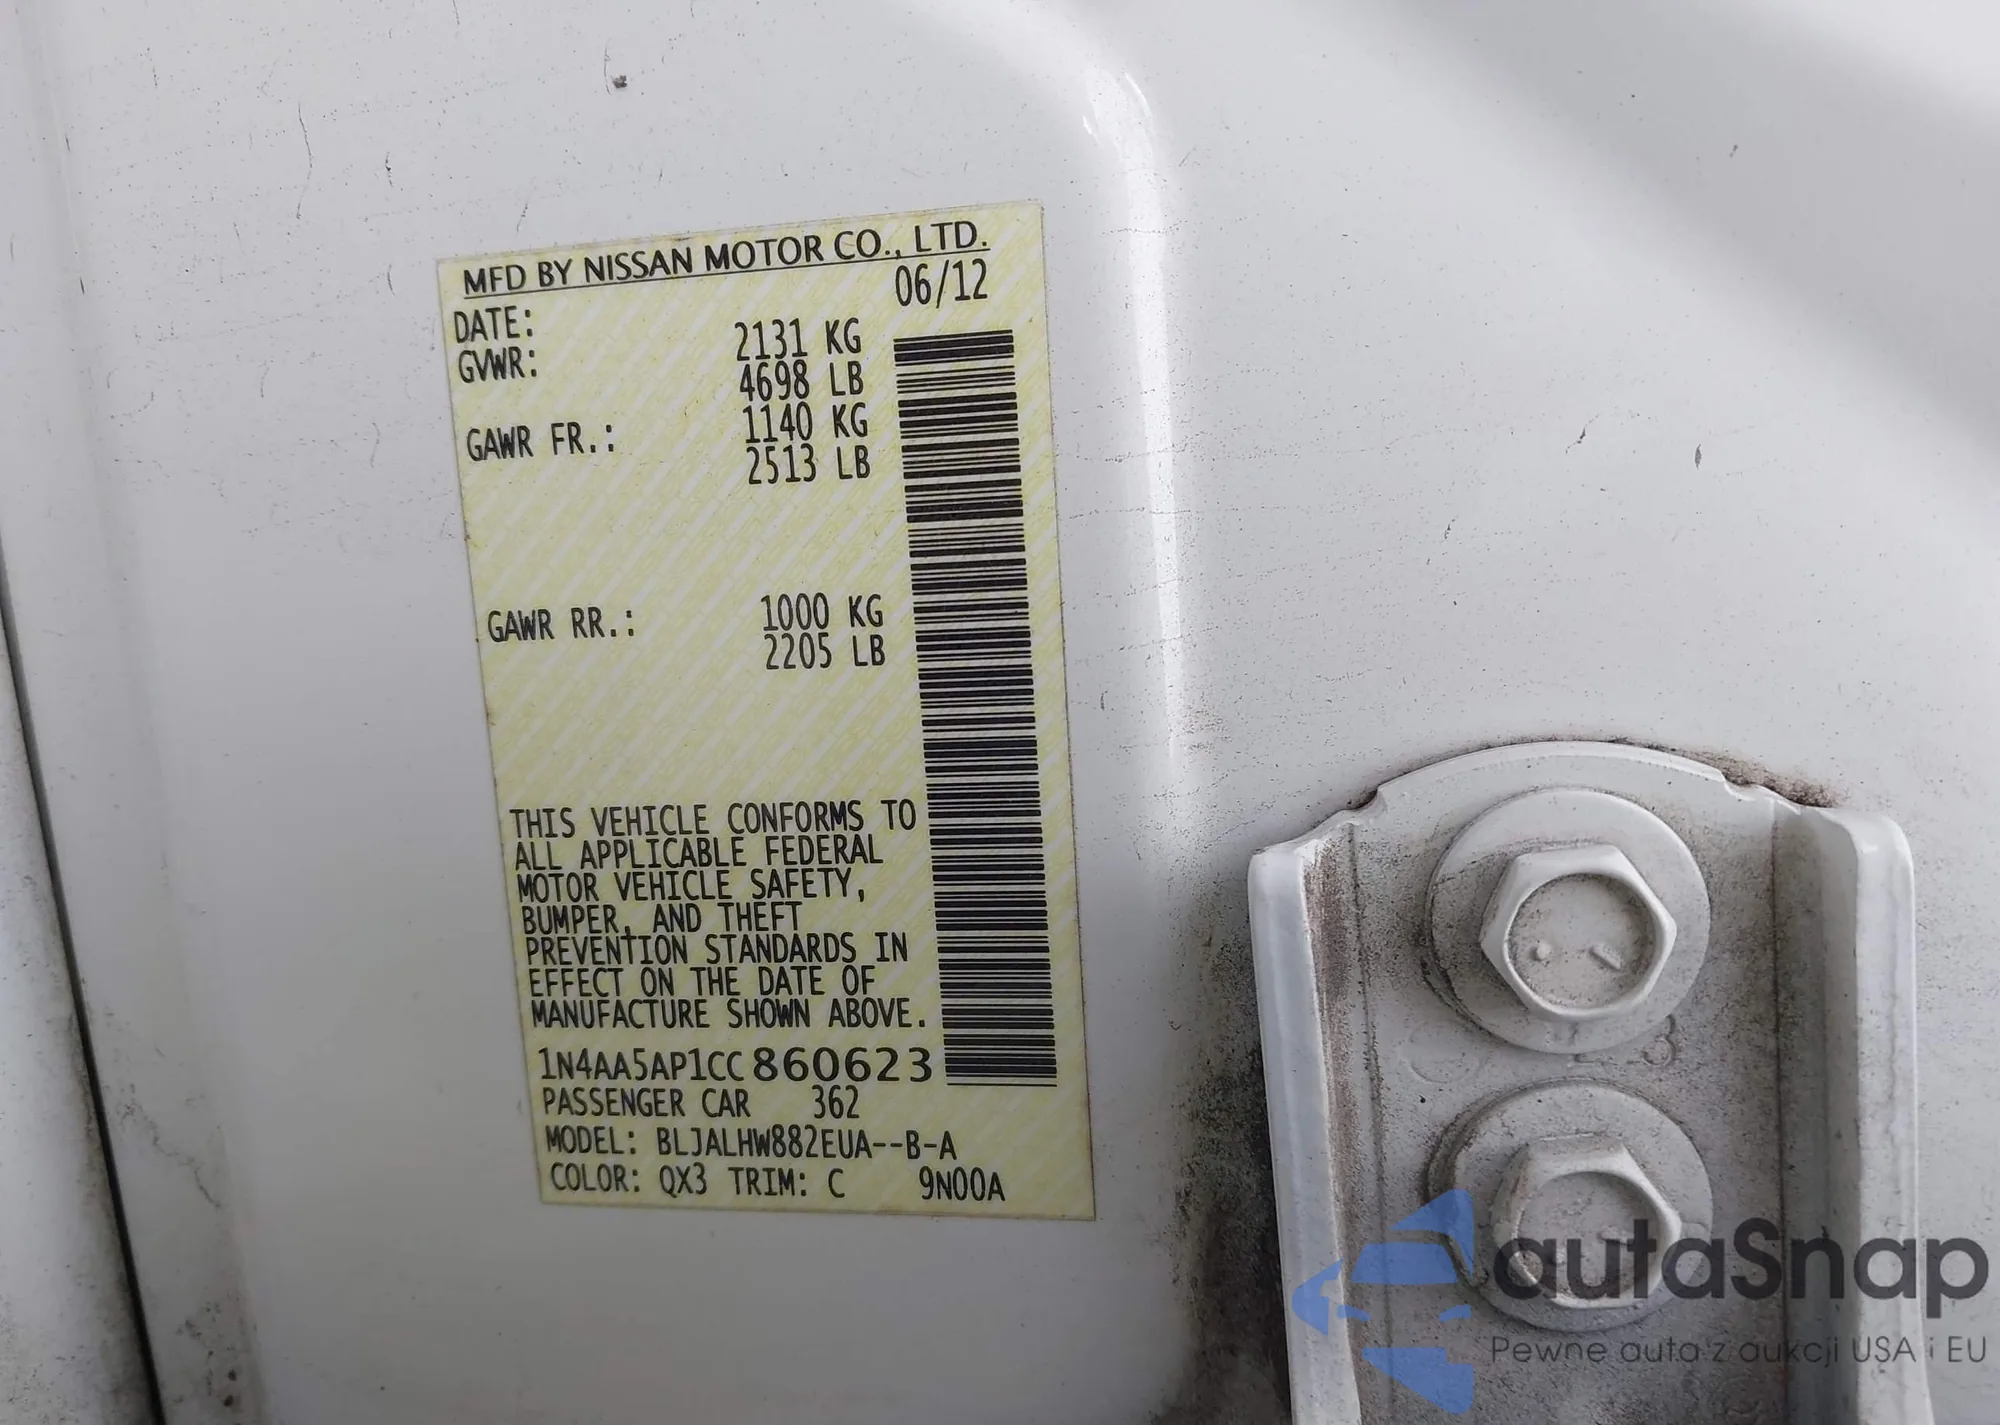 MFD BY NISSAN MOTOR CO., LTD.
DATE: 06/12
GVWR: 2131 KG
4698 LB
GAWR FR.: 1140 KG
2513 LB
GAWR RR.: 1000 KG
2205 LB
THIS VEHICLE CONFORMS TO
ALL APPLICABLE FEDERAL
MOTOR VEHICLE SAFETY,
BUMPER, AND THEFT
PREVENTION STANDARDS IN
EFFECT ON THE DATE OF
MANUFACTURE SHOWN ABOVE.
1N4AA5AP1CC860623
PASSENGER CAR 362
MODEL: BLJALHW882EUA--B-A
COLOR: QX3 TRIM: C 9N00A
autaSnap
Pewne auta z aukcji USA i EU